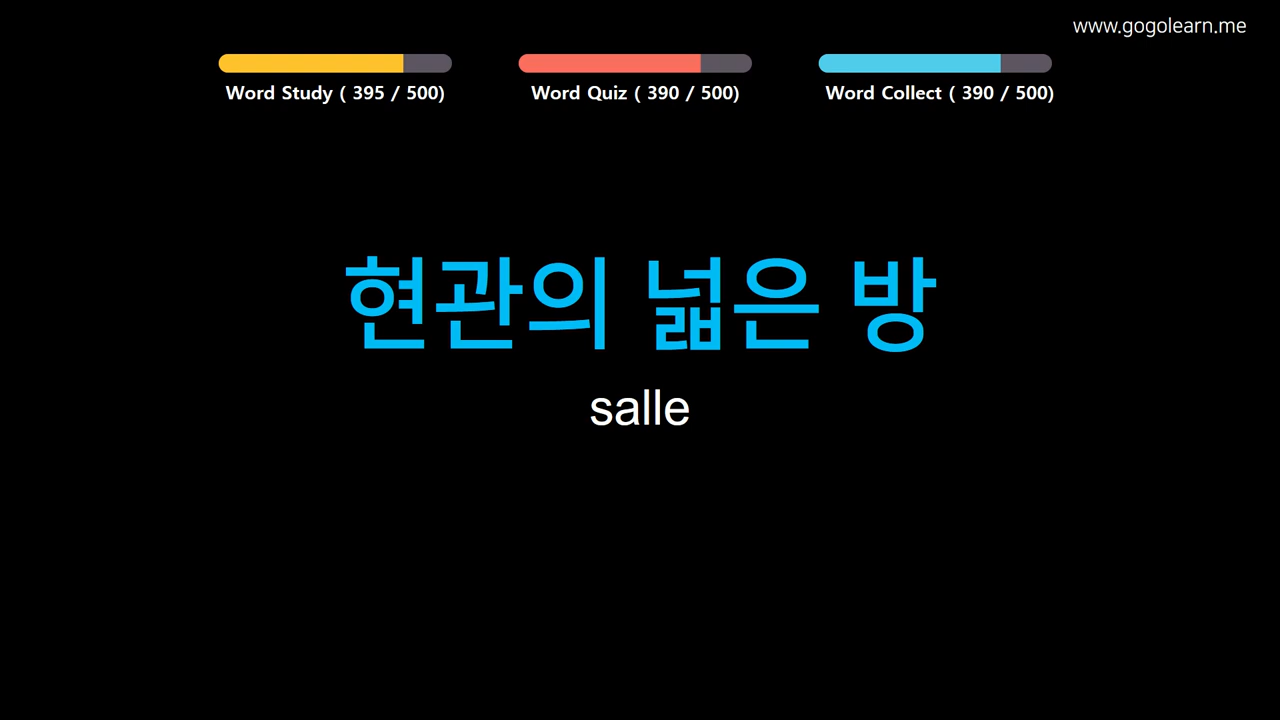 www.gogolearn.me
Word Study ( 395 / 500)
Word Quiz ( 390 / 500)
Word Collect ( 390 / 500)
현관의 넓은 방
salle